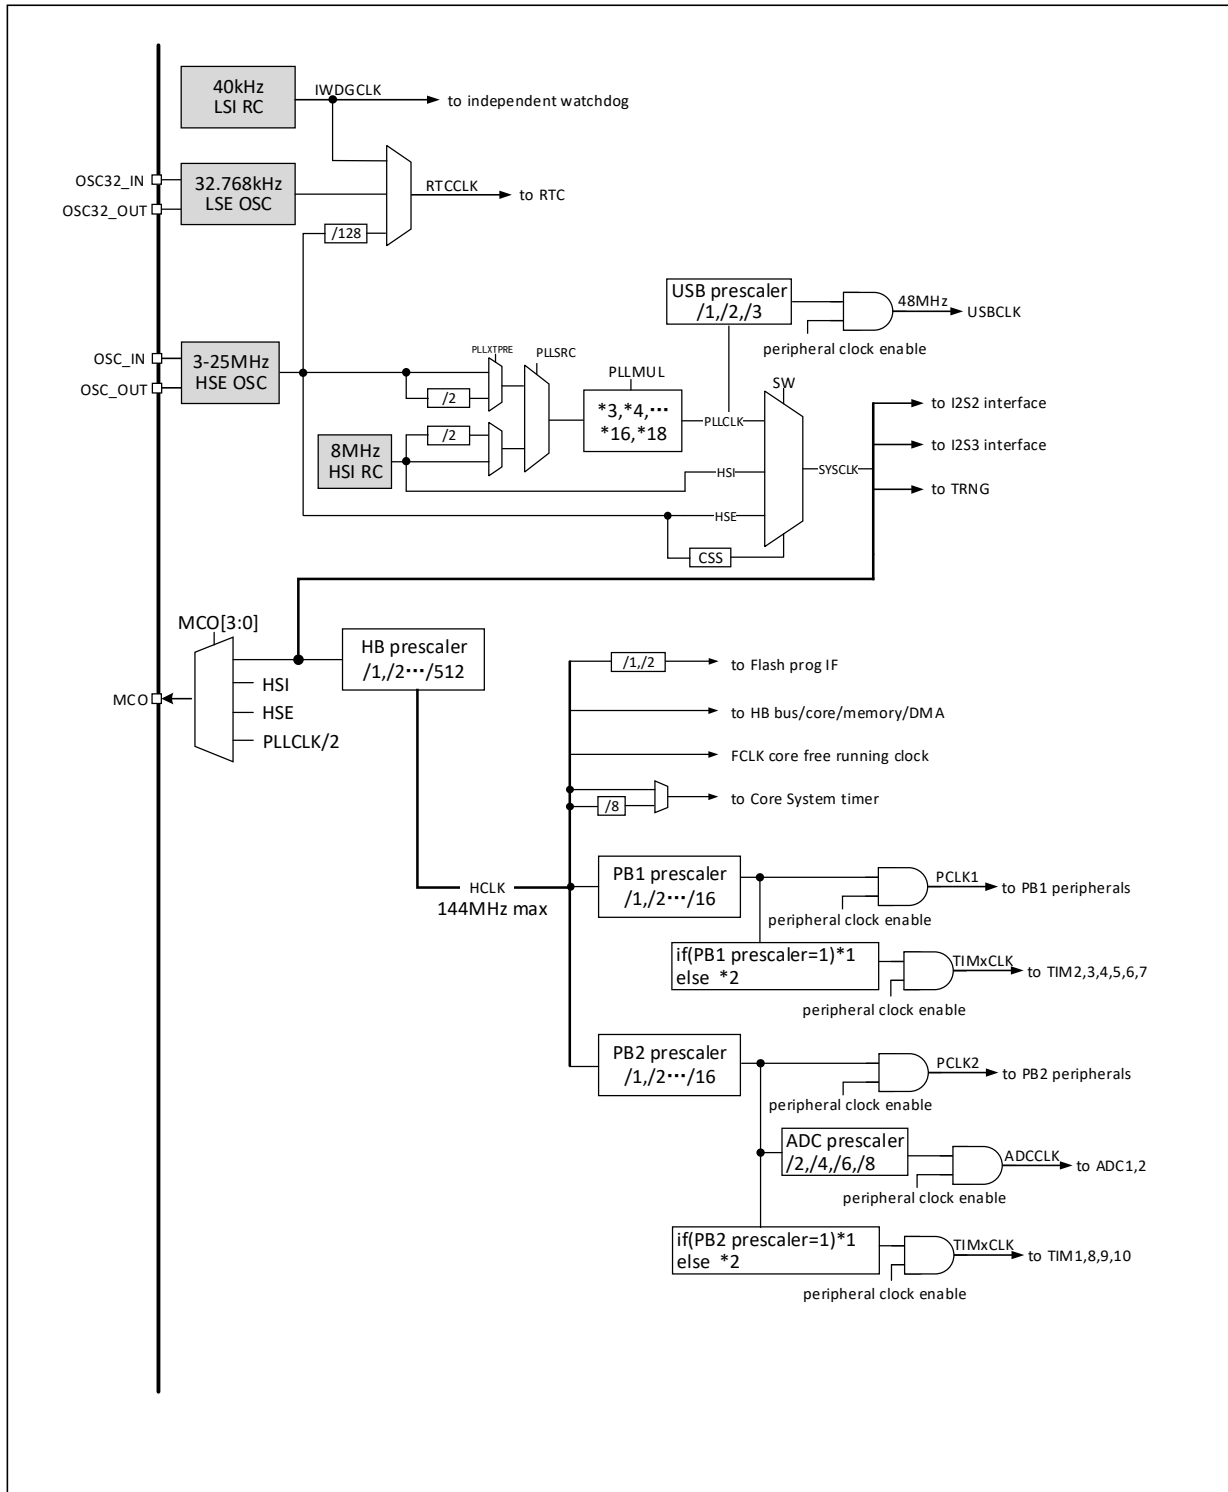 40kHz
LSI RC
IWDGCLK
to independent watchdog
OSC32_IN
OSC32_OUT
32.768kHz
LSE OSC
RTCCLK
to RTC
/128
USB prescaler
/1,/2,/3
48MHz
USBCLK
peripheral clock enable
OSC_IN
OSC_OUT
3-25MHz
HSE OSC
PLLXTPRE
PLLSRC
PLLMUL
SW
/2
*3,*4,···
*16,*18
PLLCLK
to I2S2 interface
/2
8MHz
HSI RC
HSI
SYSCLK
to I2S3 interface
to TRNG
HSE
CSS
MCO[3:0]
HB prescaler
/1,/2···/512
HSI
MCO
HSE
PLLCLK/2
/1,/2
to Flash prog IF
to HB bus/core/memory/DMA
FCLK core free running clock
/8
to Core System timer
HCLK
144MHz max
PB1 prescaler
/1,/2···/16
PCLK1
to PB1 peripherals
peripheral clock enable
if(PB1 prescaler=1)*1
else *2
TIMxCLK
to TIM2,3,4,5,6,7
peripheral clock enable
PB2 prescaler
/1,/2···/16
PCLK2
to PB2 peripherals
peripheral clock enable
ADC prescaler
/2,/4,/6,/8
ADCCLK
to ADC1,2
peripheral clock enable
if(PB2 prescaler=1)*1
else *2
TIMxCLK
to TIM1,8,9,10
peripheral clock enable